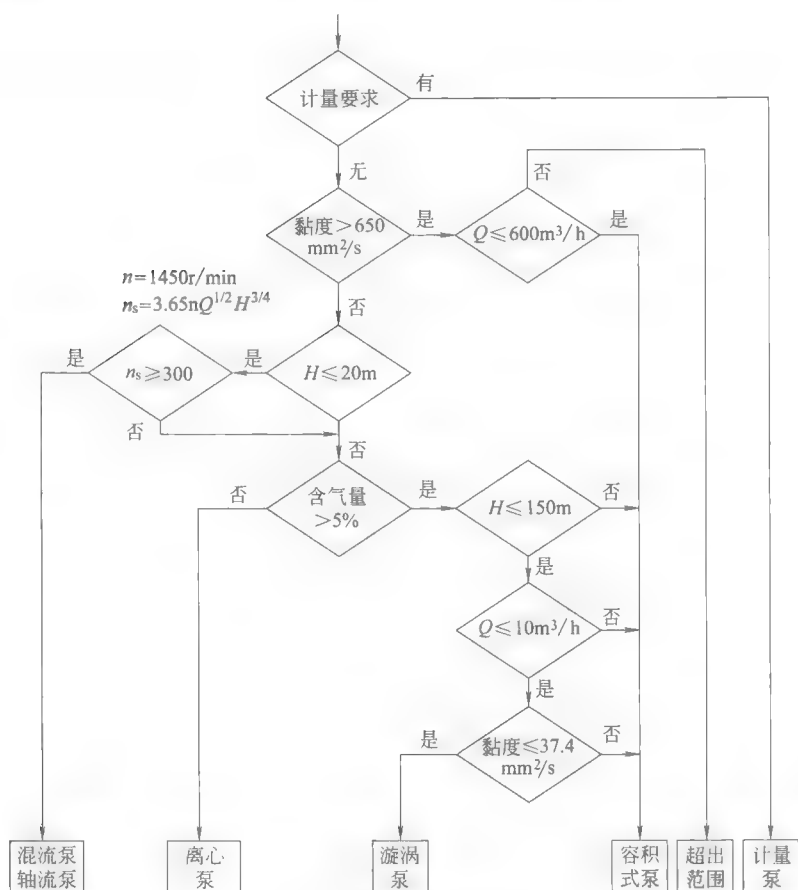 计量要求
有
无
黏度>650
mm²/s
是
Q≤600m³/h
否
是
n=1450r/min
nₛ=3.65nQ^{1/2}H^{3/4}
否
是
nₛ≥300
是
H≤20m
否
否
否
含气量
>5%
是
H≤150m
否
是
Q≤10m³/h
否
是
是
黏度≤37.4
mm²/s
否
混流泵
轴流泵
离心
泵
漩涡
泵
容积
式泵
超出
范围
计量
泵